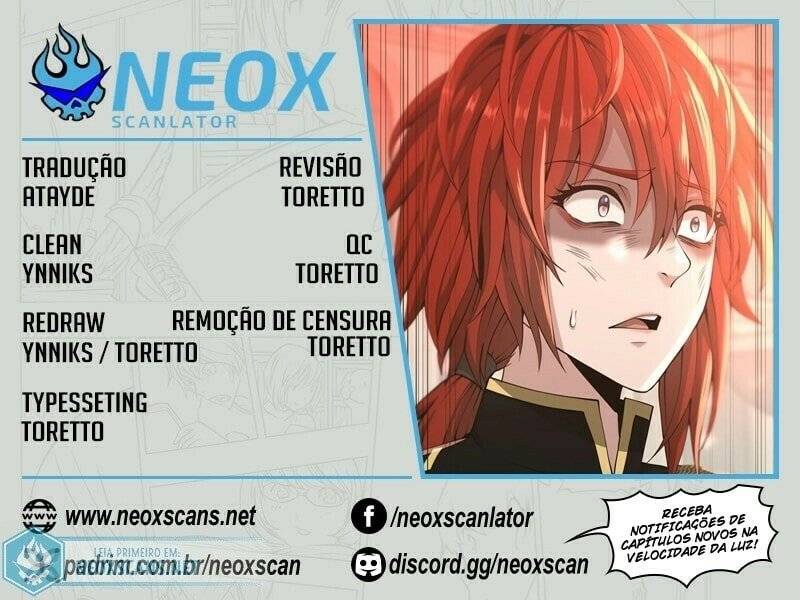 NEOX
SCANLATOR
TRADUÇÃO
ATAYDE
REVISÃO
TORETTO
CLEAN
YNNIKS
QC
TORETTO
REDRAW
YNNIKS / TORETTO
REMOÇÃO DE CENSURA
TORETTO
TYPESSETING
TORETTO
www.neoxscans.net
/neoxscanlator
padrim.com.br/neoxscan
discord.gg/neoxscan
LEIA PRIMEIRO EM:
RECEBA
NOTIFICAÇÕES DE
CAPÍTULOS NOVOS NA
VELOCIDADE DA LUZ!